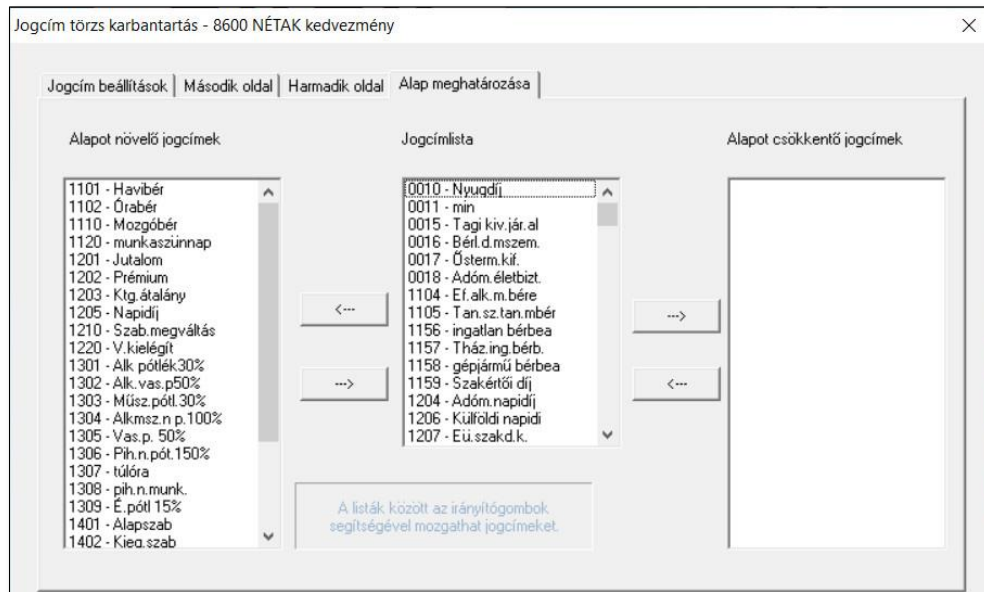 Jogcím törzs karbantartás - 8600 NÉTAK kedvezmény
Jogcím beállítások
Második oldal
Harmadik oldal
Alap meghatározása
Alapot növelő jogcímek
1101 - Havibér
1102 - Órabér
1110 - Mozgóbér
1120 - munkaszünnap
1201 - Jutalom
1202 - Prémium
1203 - Ktg.átalány
1205 - Napidíj
1210 - Szab.megváltás
1220 - V.kielégít
1301 - Alk pótlék30%
1302 - Alk.vas.p50%
1303 - Műsz.pótl.30%
1304 - Alkmsz.n p.100%
1305 - Vas.p. 50%
1306 - Pih.n.pót.150%
1307 - túlóra
1308 - pih.n.munk.
1309 - É.pótl 15%
1401 - Alapszab
1402 - Kieg.szab
<---
--->
Jogcímlista
0010 - Nyugdíj
0011 - min
0015 - Tagi kiv.jár.al
0016 - Bérl.d.mszem.
0017 - Ősterm.kif.
0018 - Adóm.életbizt.
1104 - Ef.alk.m.bére
1105 - Tan.sz.tan.mbér
1156 - ingatlan bérbea
1157 - Tház.ing.bérb.
1158 - gépjármű bérbea
1159 - Szakértői díj
1204 - Adóm.napidíj
1206 - Külföldi napidi
1207 - Eü.szakd.k.
A listák között az irányítógombok
segítségével mozgathat jogcímeket.
--->
<---
Alapot csökkentő jogcímek